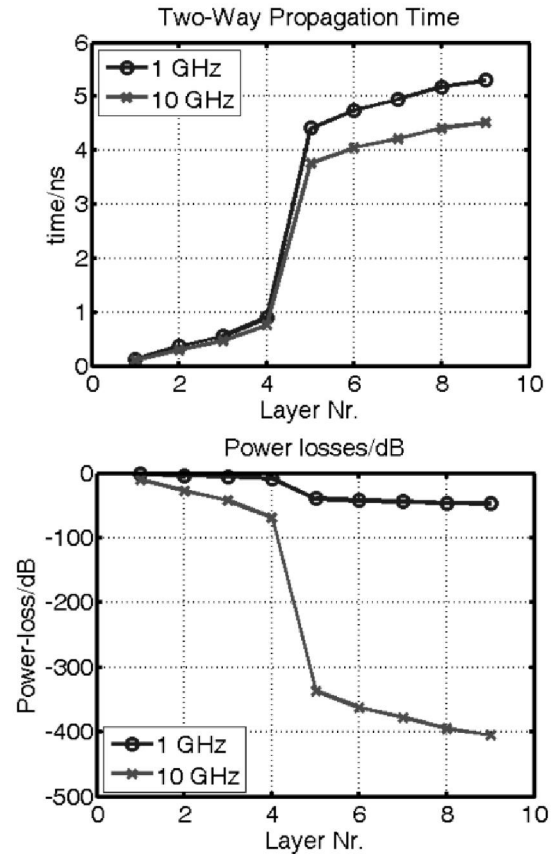 Two-Way Propagation Time
6
5
4
3
2
1
0
time/ns
1 GHz
10 GHz
0 2 4 6 8 10
Layer Nr.
Power losses/dB
0
-100
-200
-300
-400
-500
Power-loss/dB
1 GHz
10 GHz
0 2 4 6 8 10
Layer Nr.